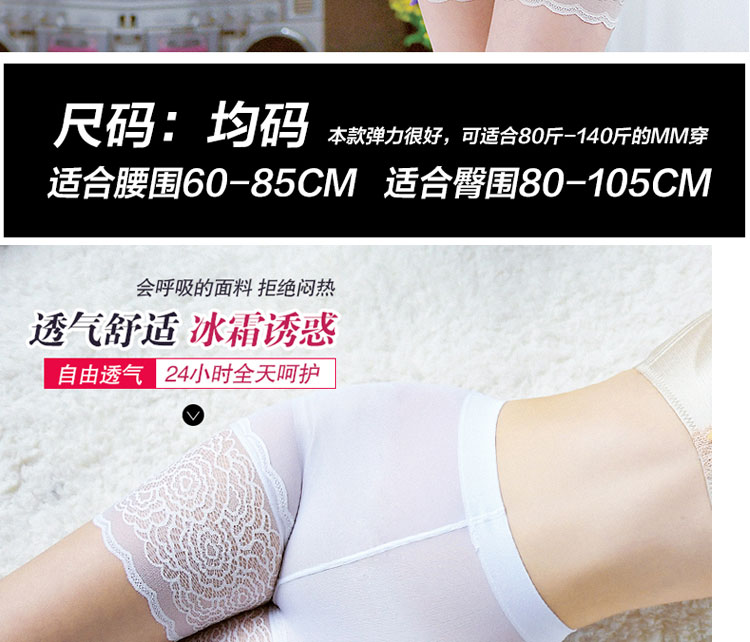 尺码：均码 本款弹力很好，可适合80斤-140斤的MM穿
适合腰围60-85CM 适合臀围80-105CM
会呼吸的面料 拒绝闷热
透气舒适 冰霜诱惑
自由透气 24小时全天呵护